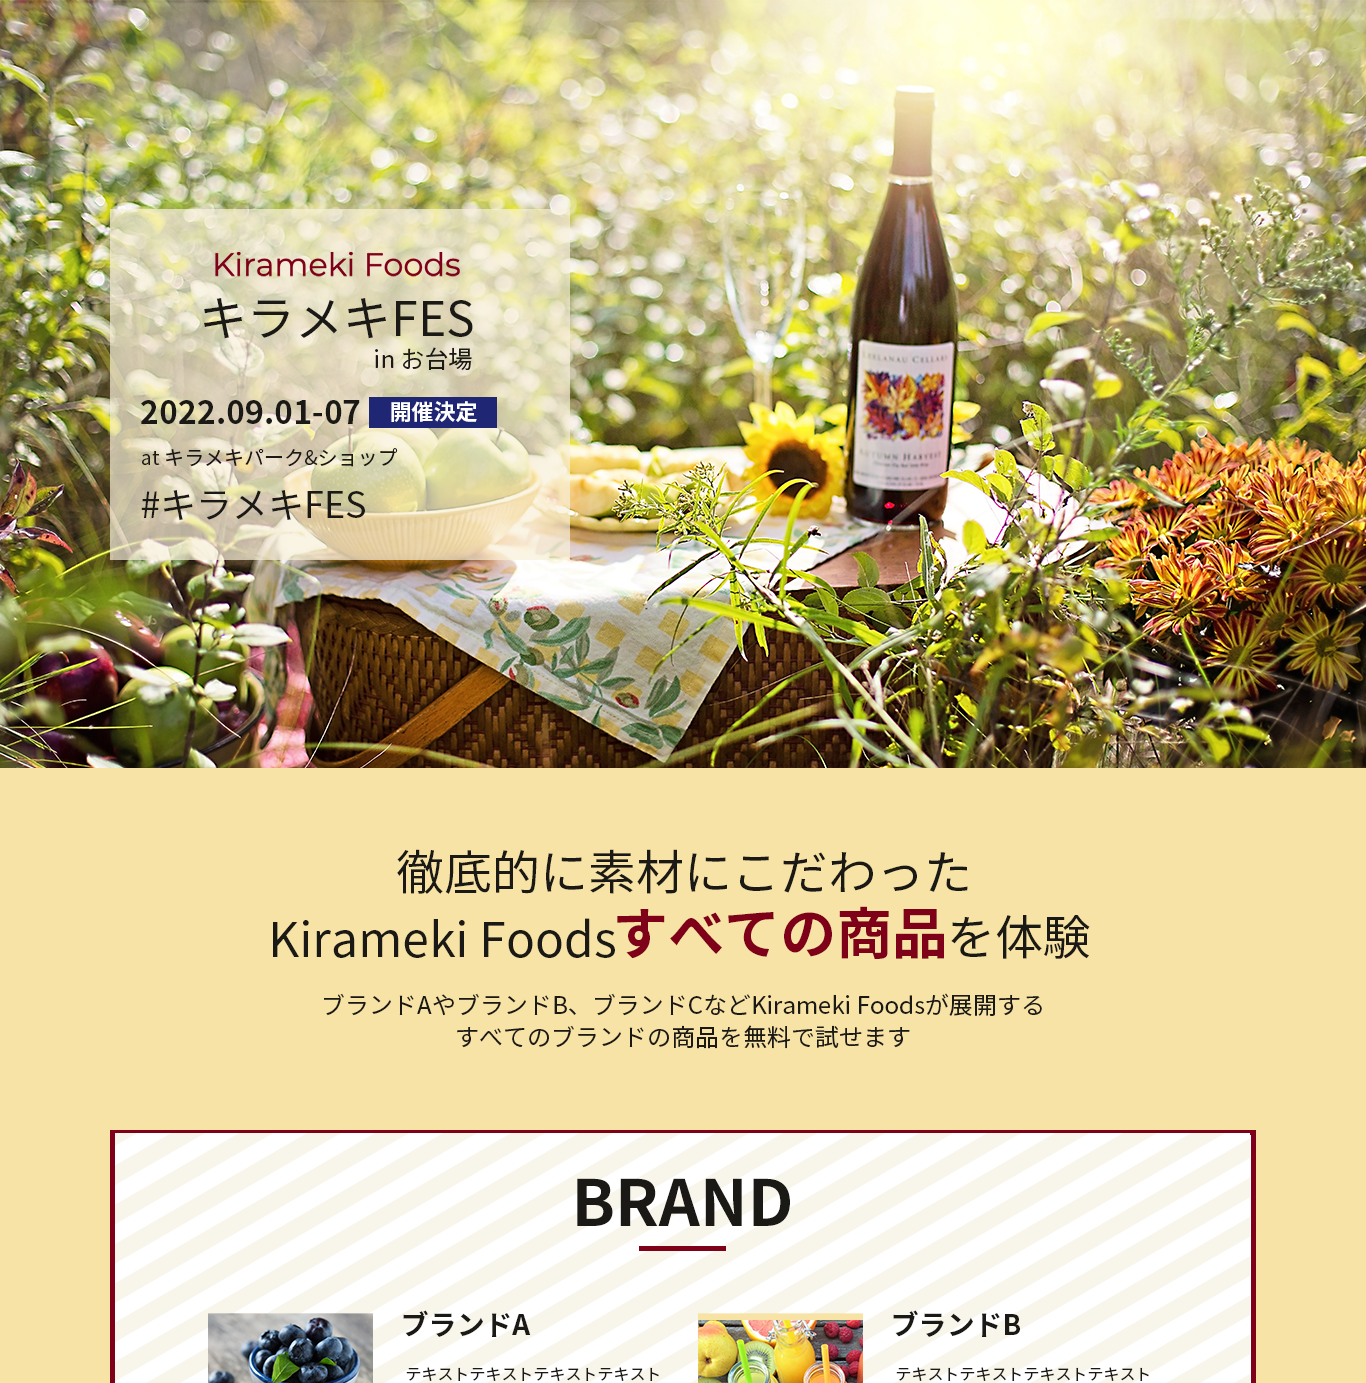 Kirameki Foods
キラメキFES
in お台場
2022.09.01-07 開催決定
at キラメキパーク&ショップ
#キラメキFES
LEELANAU CELLARS
AUTUMN HARVEST
徹底的に素材にこだわった
Kirameki Foodsすべての商品を体験
ブランドAやブランドB、ブランドCなどKirameki Foodsが展開する
すべてのブランドの商品を無料で試せます
BRAND
ブランドA
テキストテキストテキストテキスト
ブランドB
テキストテキストテキストテキスト